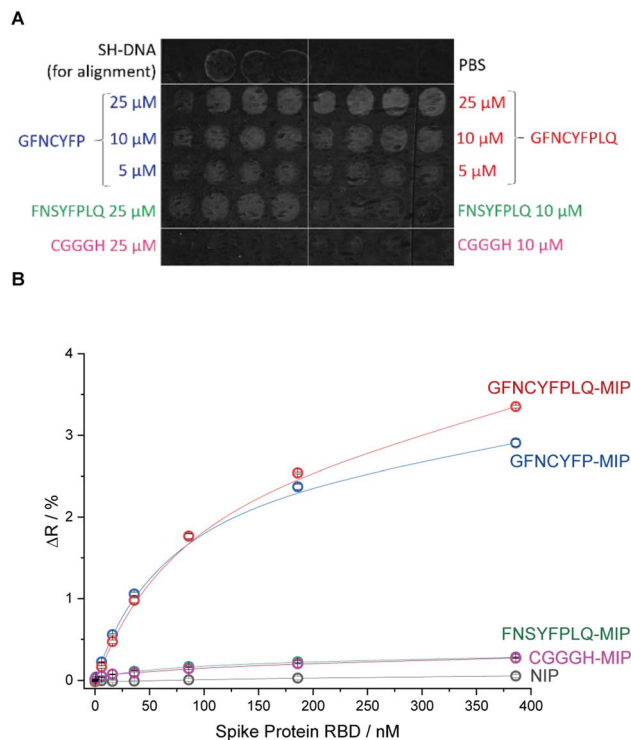 A
SH-DNA
(for alignment)
PBS
25 µM
25 µM
GFNCYFP
10 µM
10 µM
GFNCYFPLQ
5 µM
5 µM
FNSYFPLQ 25 µM
FNSYFPLQ 10 µM
CGGGH 25 µM
CGGGH 10 µM
B
4
3
2
1
0
ΔR / %
GFNCYFPLQ-MIP
GFNCYFP-MIP
FNSYFPLQ-MIP
CGGGH-MIP
NIP
0 50 100 150 200 250 300 350 400
Spike Protein RBD / nM